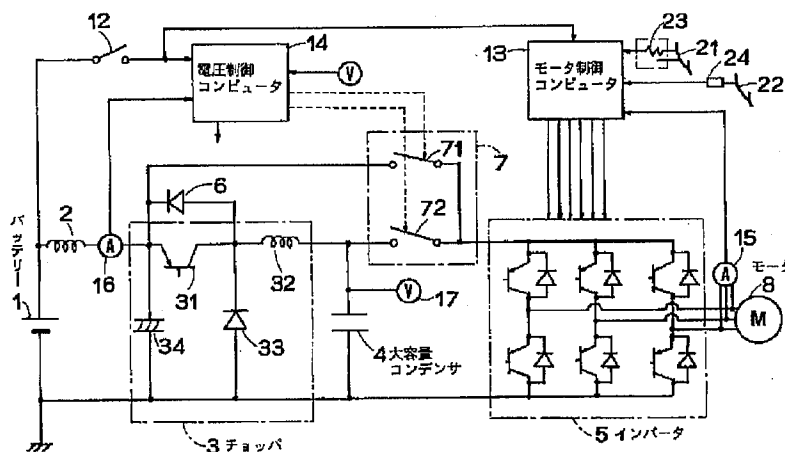 12
14
電圧制御
コンピュータ
V
13
モータ制御
コンピュータ
23
21
24
22
7
71
72
6
2
バッテリー
1
A
16
31
32
34
33
V
17
4 大容量
コンデンサ
15
A
モータ
8
M
3 チョッパ
5 インバータ